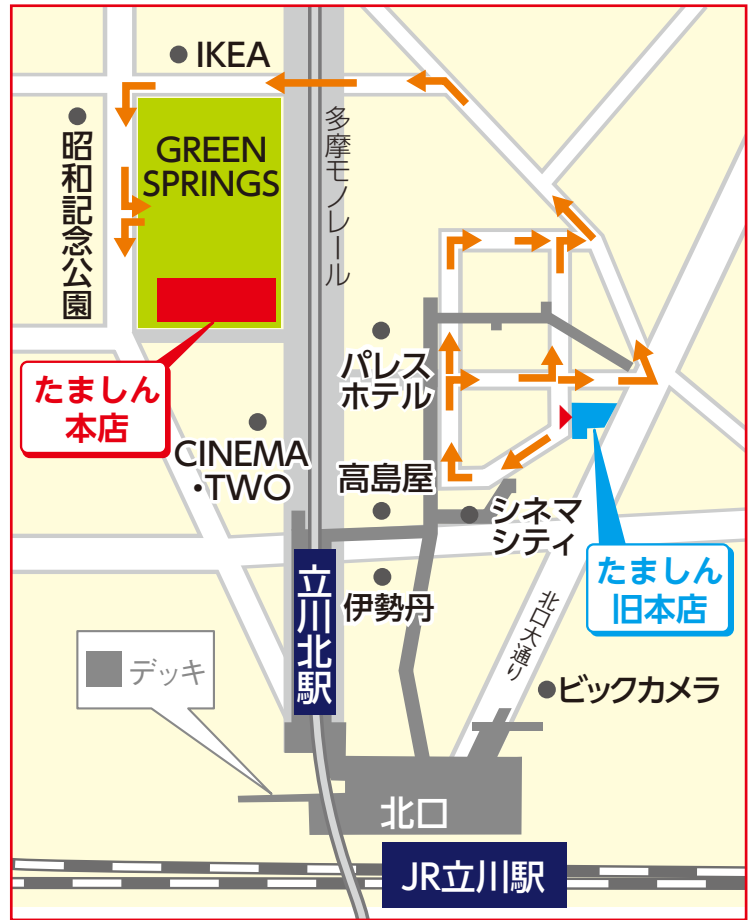 IKEA
昭和記念公園
GREEN
SPRINGS
多摩モノレール
たましん
本店
パレス
ホテル
CINEMA
・TWO
高島屋
シネマ
シティ
たましん
旧本店
立川北駅
伊勢丹
北口大通り
デッキ
ビックカメラ
北口
JR立川駅